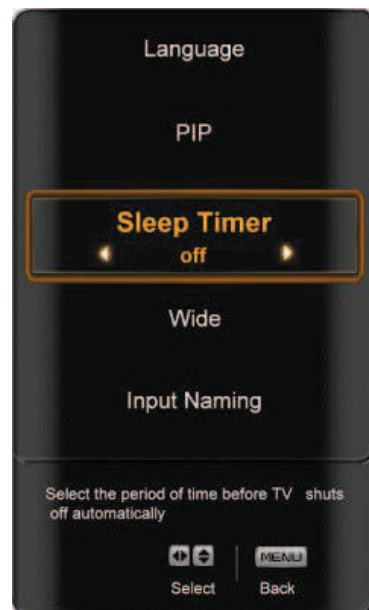 Language
PIP
Sleep Timer
off
Wide
Input Naming
Select the period of time before TV shuts
off automatically
MENU
Select Back